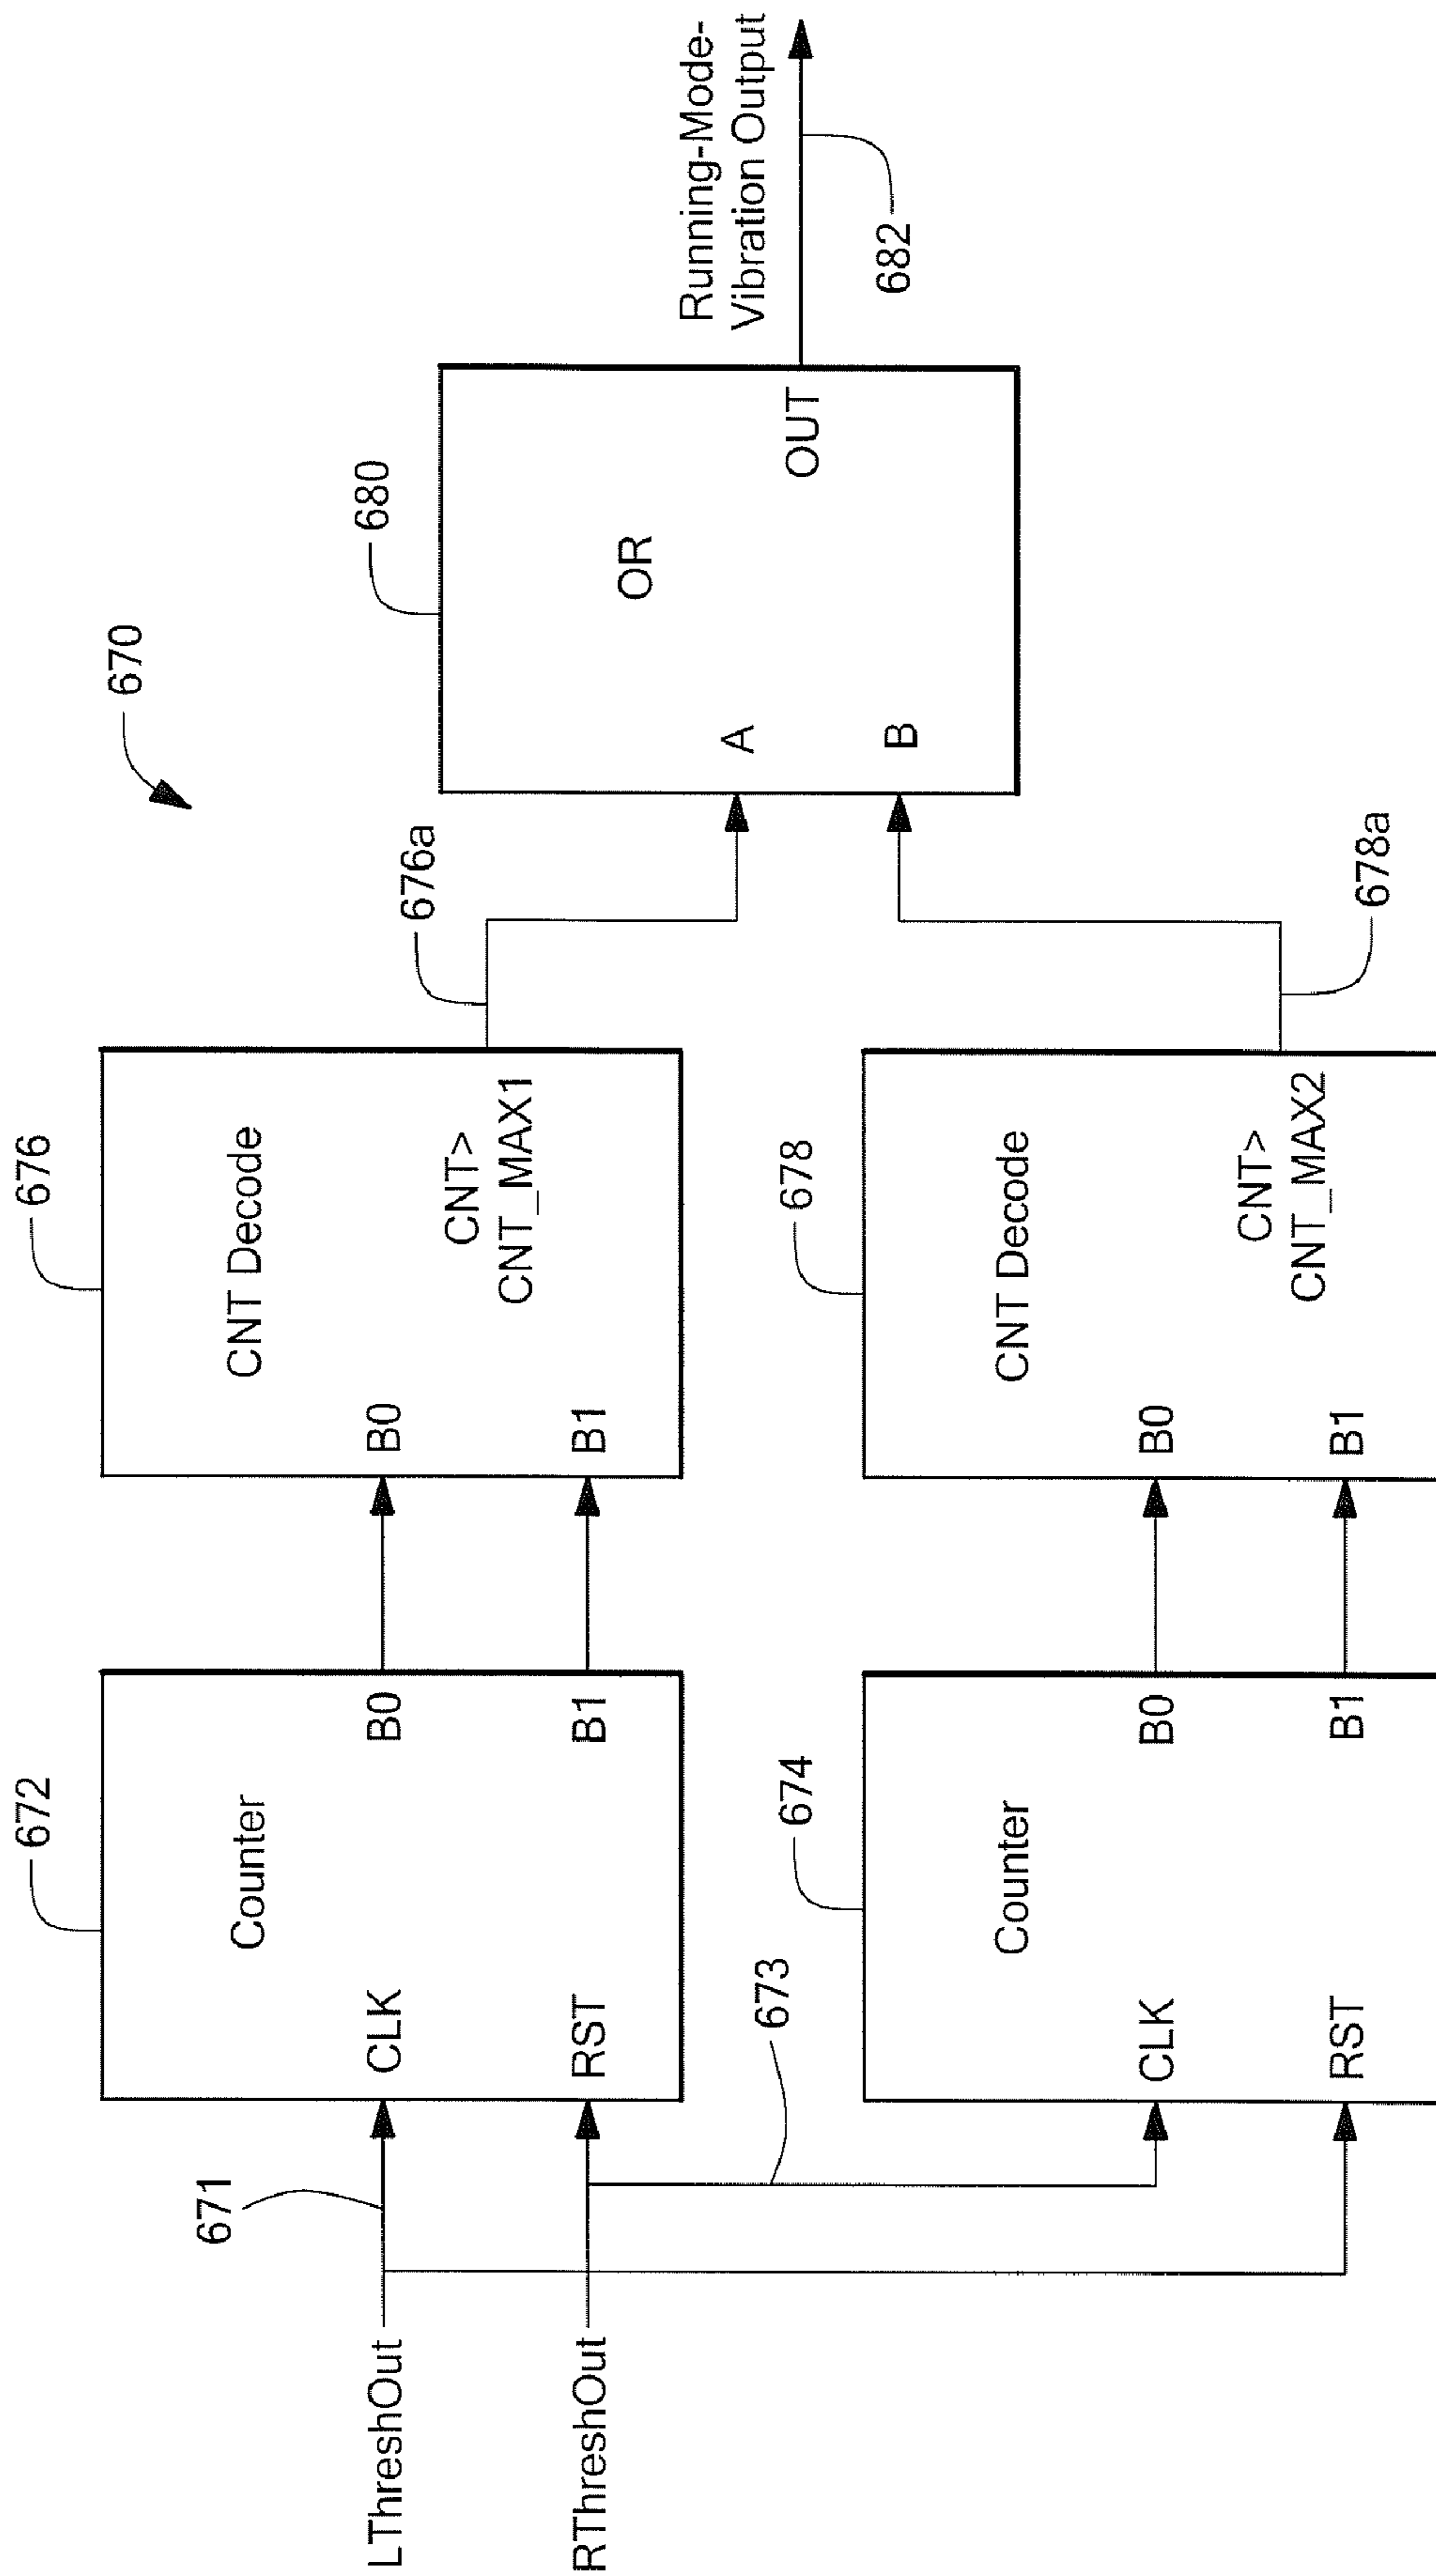 670
672
Counter
CLK
RST
B0
B1
676
CNT Decode
B0
B1
CNT>
CNT_MAX1
676a
680
OR
A
B
OUT
Running-Mode-
Vibration Output
682
LThreshOut
RThreshOut
671
673
674
Counter
CLK
RST
B0
B1
678
CNT Decode
B0
B1
CNT>
CNT_MAX2
678a